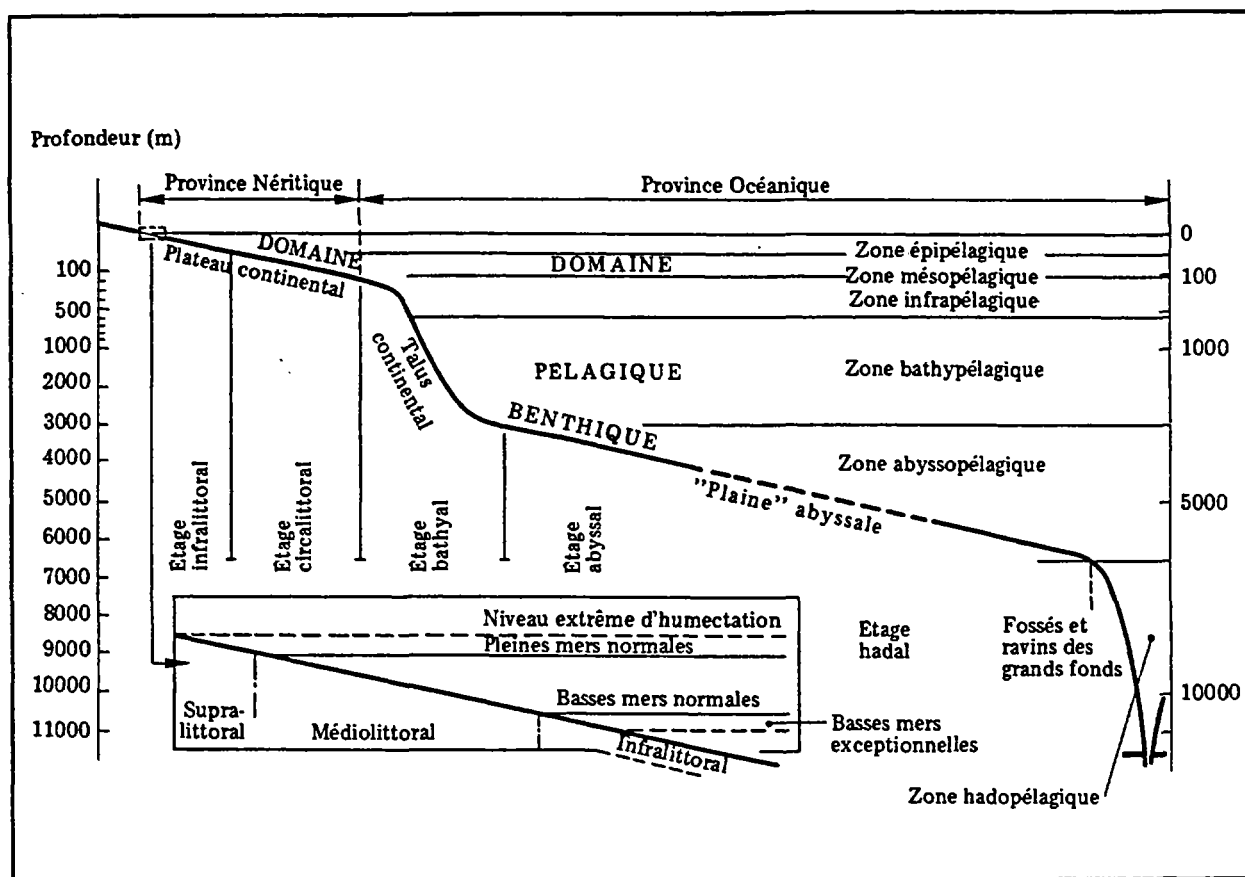 Profondeur (m)
Province Néritique
Province Océanique
0
DOMAINE
Plateau continental
DOMAINE
Zone épipélagique
100
Zone mésopélagique
100
Zone infrapélagique
500
1000
Talus
continental
PELAGIQUE
Zone bathypélagique
1000
2000
3000
BENTHIQUE
4000
Zone abyssopélagique
"Plaine" abyssale
5000
5000
6000
7000
Etage
infralittoral
Etage
circalittoral
Etage
bathyal
Étage
abyssal
8000
9000
10000
11000
Niveau extrême d'humectation
Pleines mers normales
Basses mers normales
Supra-
littoral
Médiolittoral
Infralittoral
Basses mers
exceptionnelles
Etage
hadal
Fossés et
ravins des
grands fonds
10000
Zone hadopélagique